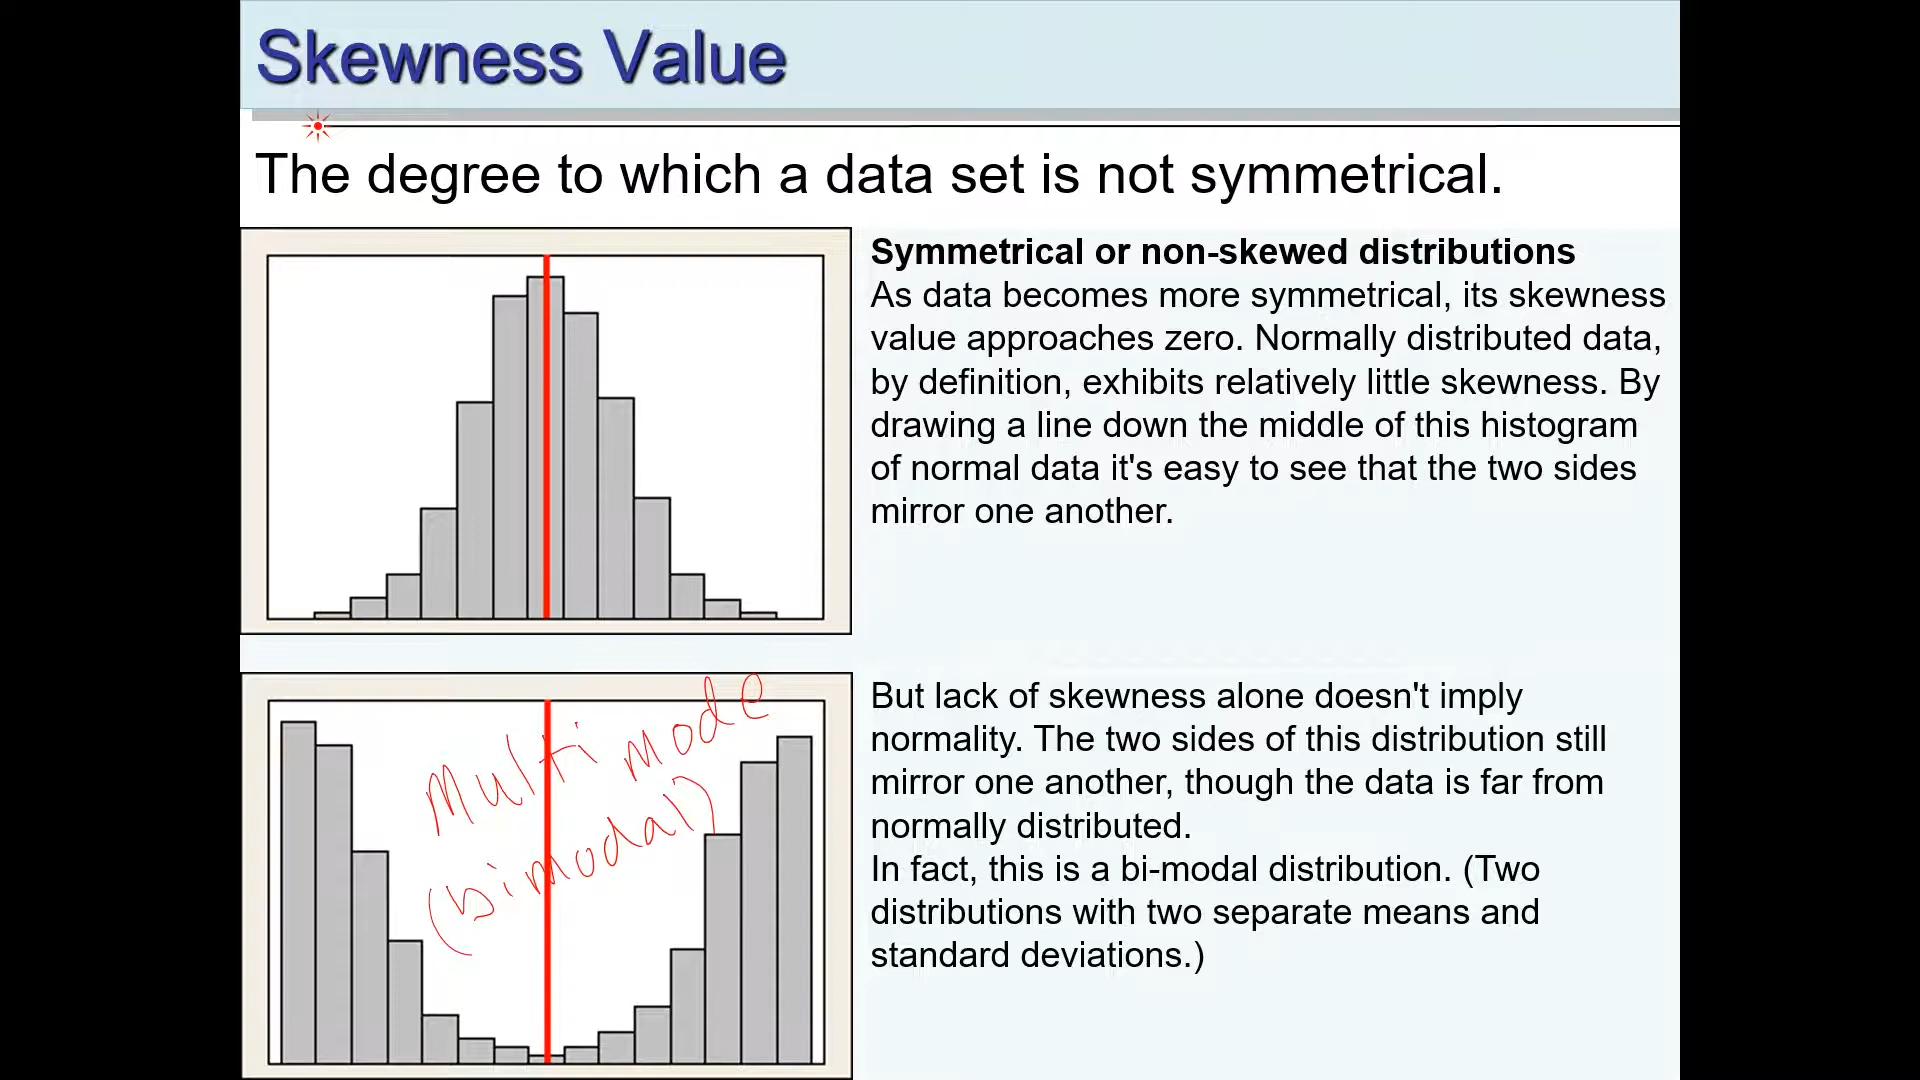 Skewness Value
The degree to which a data set is not symmetrical.
Symmetrical or non-skewed distributions
As data becomes more symmetrical, its skewness
value approaches zero. Normally distributed data,
by definition, exhibits relatively little skewness. By
drawing a line down the middle of this histogram
of normal data it's easy to see that the two sides
mirror one another.
Multi mode
(bimodal)
But lack of skewness alone doesn't imply
normality. The two sides of this distribution still
mirror one another, though the data is far from
normally distributed.
In fact, this is a bi-modal distribution. (Two
distributions with two separate means and
standard deviations.)